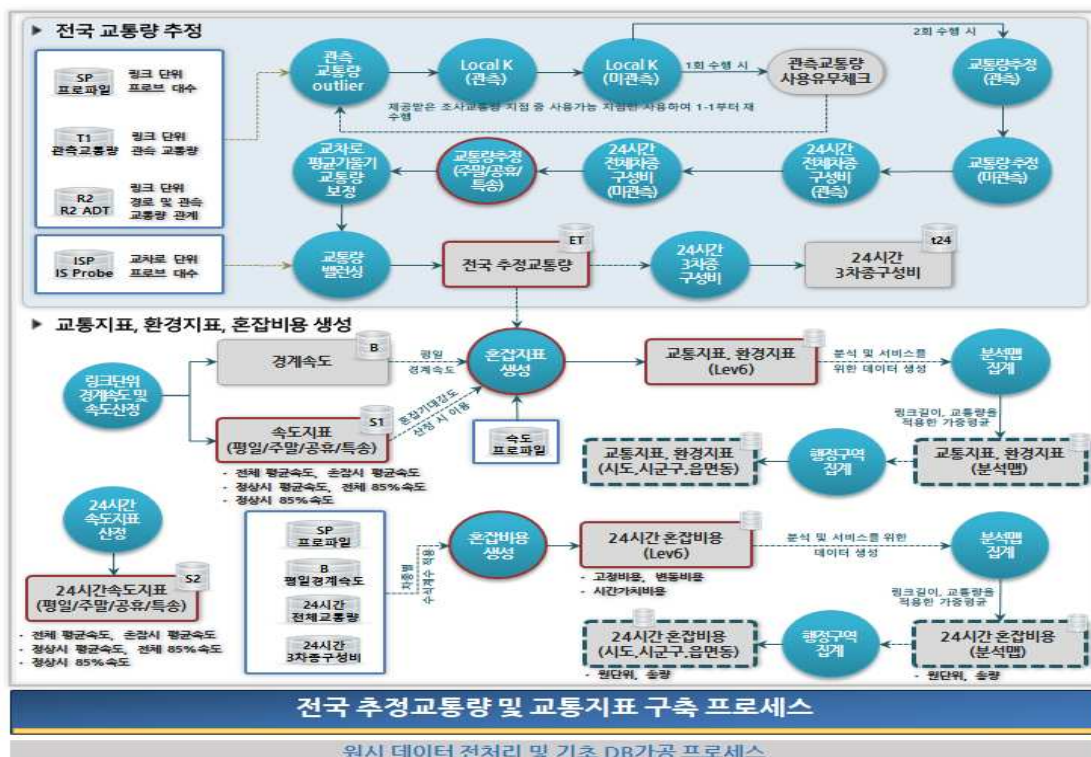 ▶ 전국 교통량 추정
SP
프로파일
링크 단위
프로브 대수
T1
관측교통량
링크 단위
관속 교통량
R2
R2 ADT
링크 단위
경로 및 관속
교통량 관계
ISP
IS Probe
교차로 단위
프로브 대수
관측
교통량
outlier
Local K
(관측)
Local K
(미관측)
1회 수행 시
관측교통량
사용유무체크
2회 수행 시
교통량추정
(관측)
제공받은 조사교통량 지점 중 사용가능 지점만 사용하여 1-1부터 재
수행
교차로
평균기울기
교통량
보정
교통량추정
(주말/공휴/
특송)
24시간
전체차종
구성비
(미관측)
24시간
전체차종
구성비
(관측)
교통량 추정
(미관측)
교통량
밸런싱
ET
전국 추정교통량
24시간
3차종
구성비
t24
24시간
3차종구성비
▶ 교통지표, 환경지표, 혼잡비용 생성
링크단위
경계속도 및
속도산정
B
경계속도
평일
경계속도
S1
속도지표
(평일/주말/공휴/특송)
혼잡기대강도
산정 시 이용
- 전체 평균속도, 혼잡시 평균속도
- 정상시 평균속도, 전체 85%속도
- 정상시 85%속도
혼잡지표
생성
속도
프로파일
교통지표, 환경지표
(Lev6)
분석 및 서비스를
위한 데이터 생성
분석맵
집계
링크길이, 교통량을
적용한 가중평균
교통지표, 환경지표
(시도,시군구,읍면동)
행정구역
집계
교통지표, 환경지표
(분석맵)
24시간
속도지표
산정
S2
24시간속도지표
(평일/주말/공휴/특송)
- 전체 평균속도, 혼잡시 평균속도
- 정상시 평균속도, 전체 85%속도
- 정상시 85%속도
SP
프로파일
B
평일경계속도
24시간
전체교통량
24시간
3차종구성비
차종별
수식계수 적용
혼잡비용
생성
24시간 혼잡비용
(Lev6)
- 고정비용, 변동비용
- 시간가치비용
분석 및 서비스를 위한
데이터 생성
분석맵
집계
링크길이, 교통량을
적용한 가중평균
24시간 혼잡비용
(시도,시군구,읍면동)
- 원단위, 총량
행정구역
집계
24시간 혼잡비용
(분석맵)
- 원단위, 총량
전국 추정교통량 및 교통지표 구축 프로세스
원시 데이터 전처리 및 기초 DB가공 프로세스